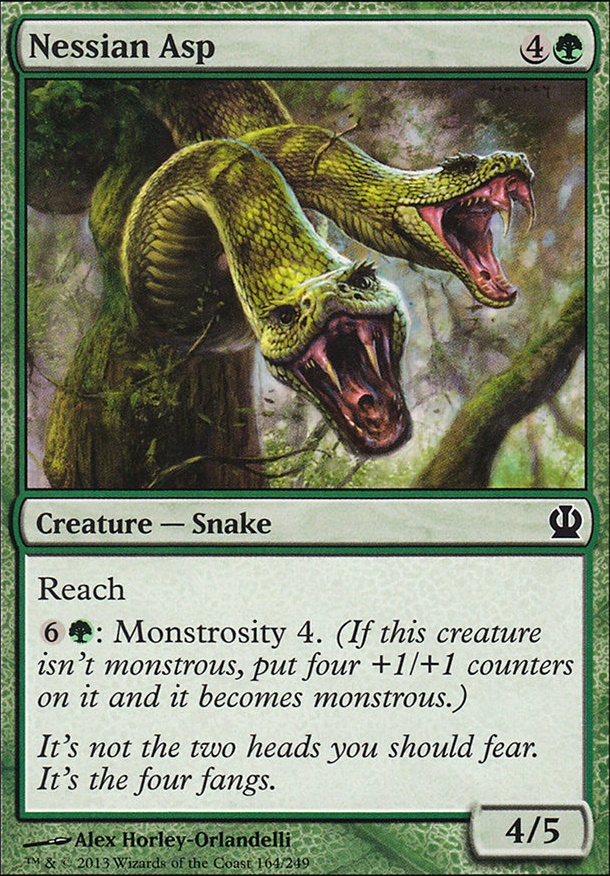 Nessian Asp 4
HORLEY
Creature — Snake
Reach
6 : Monstrosity 4. (If this creature
isn't monstrous, put four +1/+1 counters
on it and it becomes monstrous.)
It's not the two heads you should fear.
It's the four fangs.
4/5
Alex Horley-Orlandelli
™ & © 2013 Wizards of the Coast 164/249